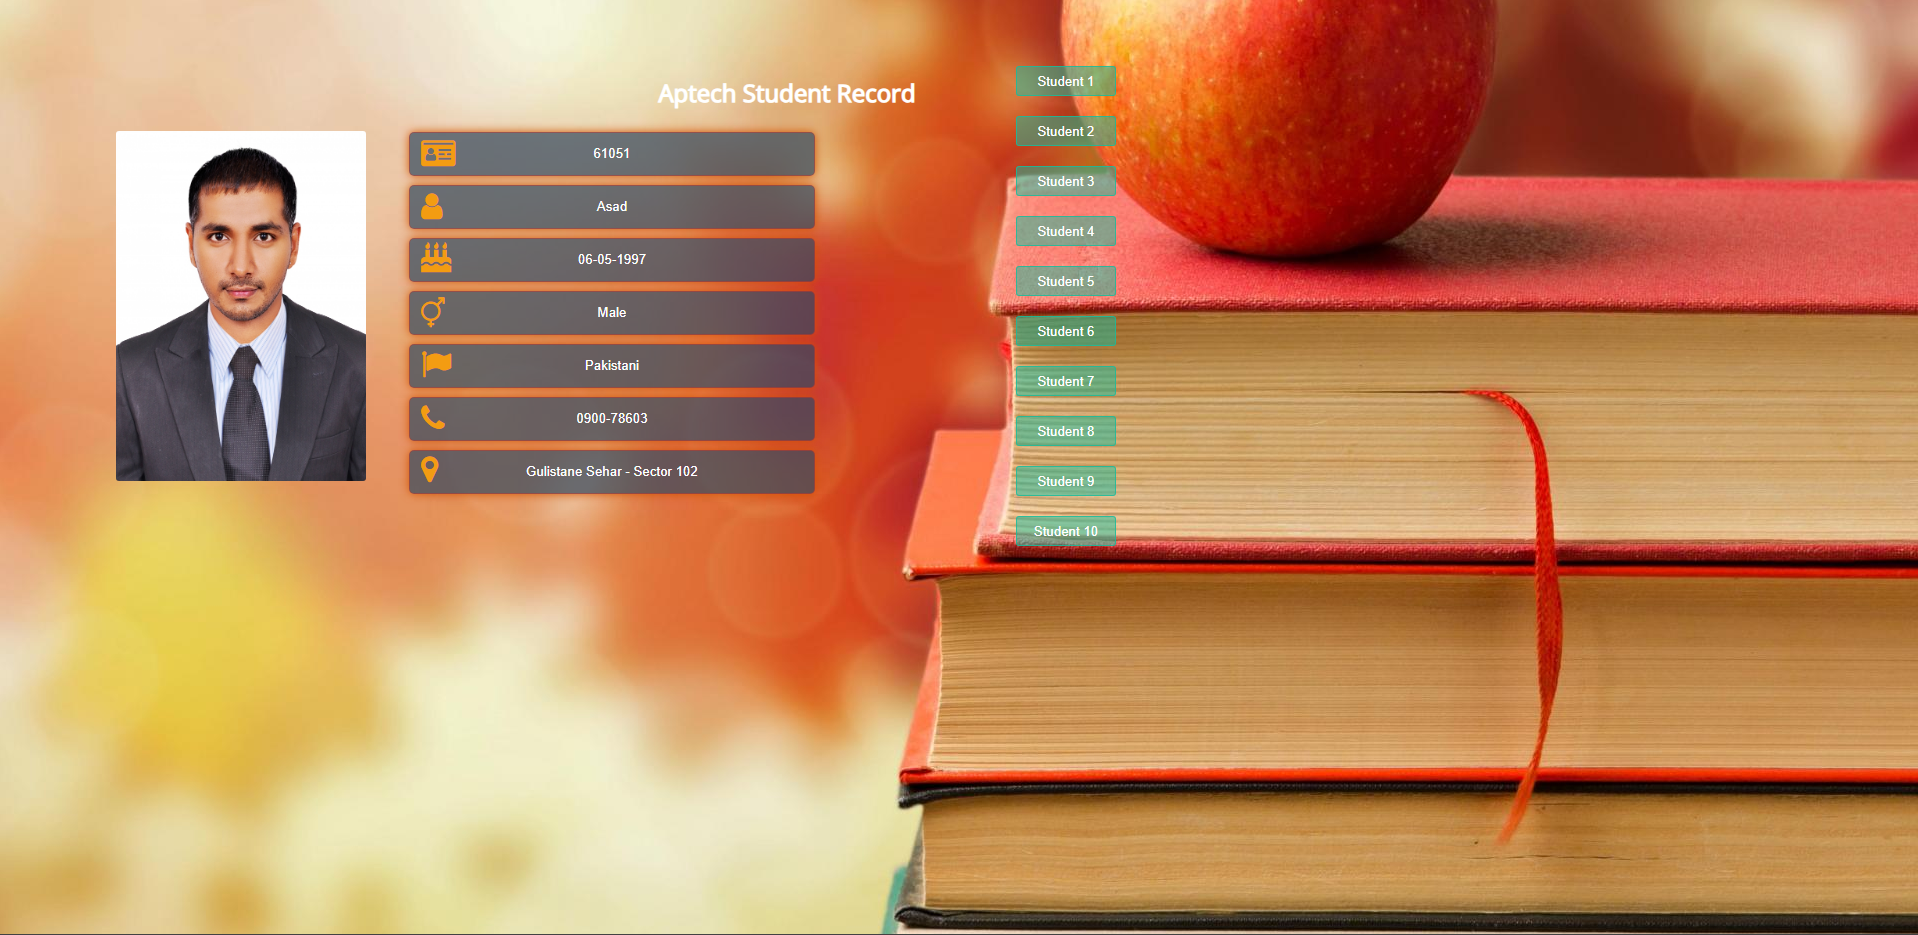 Aptech Student Record
61051
Asad
06-05-1997
Male
Pakistani
0900-78603
Gulistane Sehar - Sector 102
Student 1
Student 2
Student 3
Student 4
Student 5
Student 6
Student 7
Student 8
Student 9
Student 10